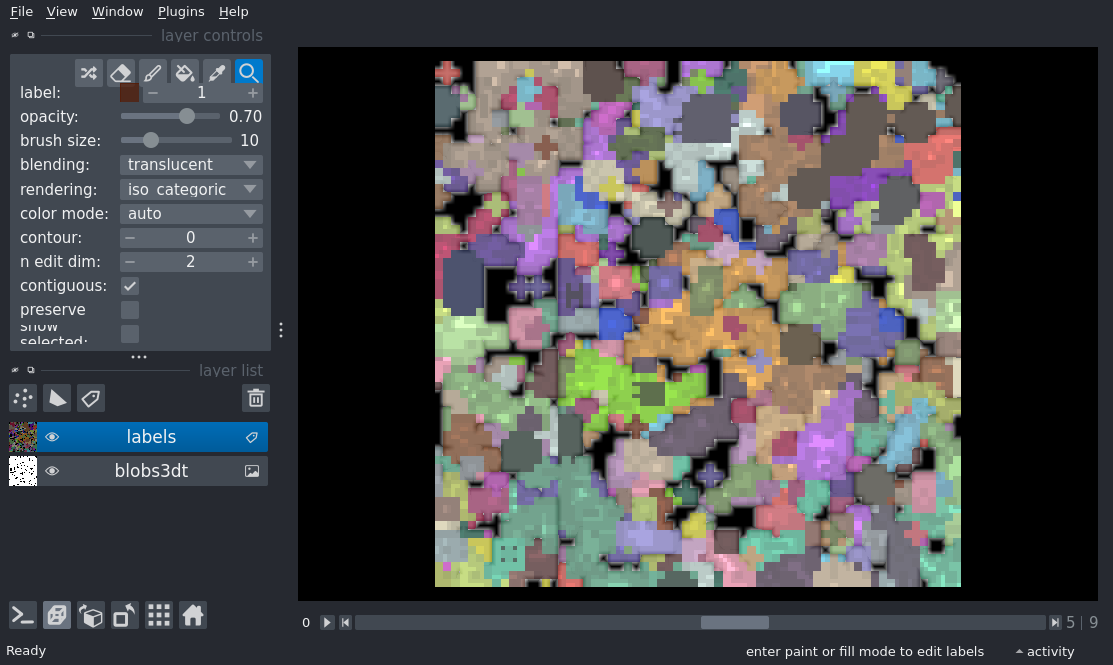 File View Window Plugins Help
layer controls
label: 1
opacity: 0.70
brush size: 10
blending: translucent
rendering: iso_categoric
color mode: auto
contour: 0
n edit dim: 2
contiguous:
preserve
show
selected:
layer list
labels
blobs3dt
0 5 | 9
Ready enter paint or fill mode to edit labels activity